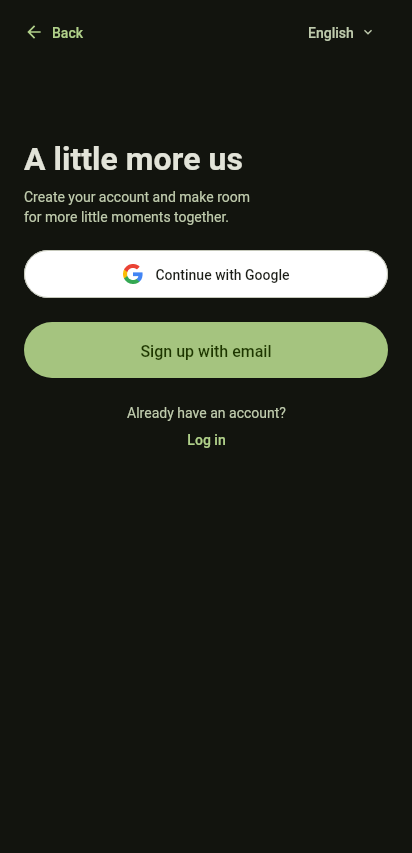 Back
English
A little more us
Create your account and make room
for more little moments together.
Continue with Google
Sign up with email
Already have an account?
Log in